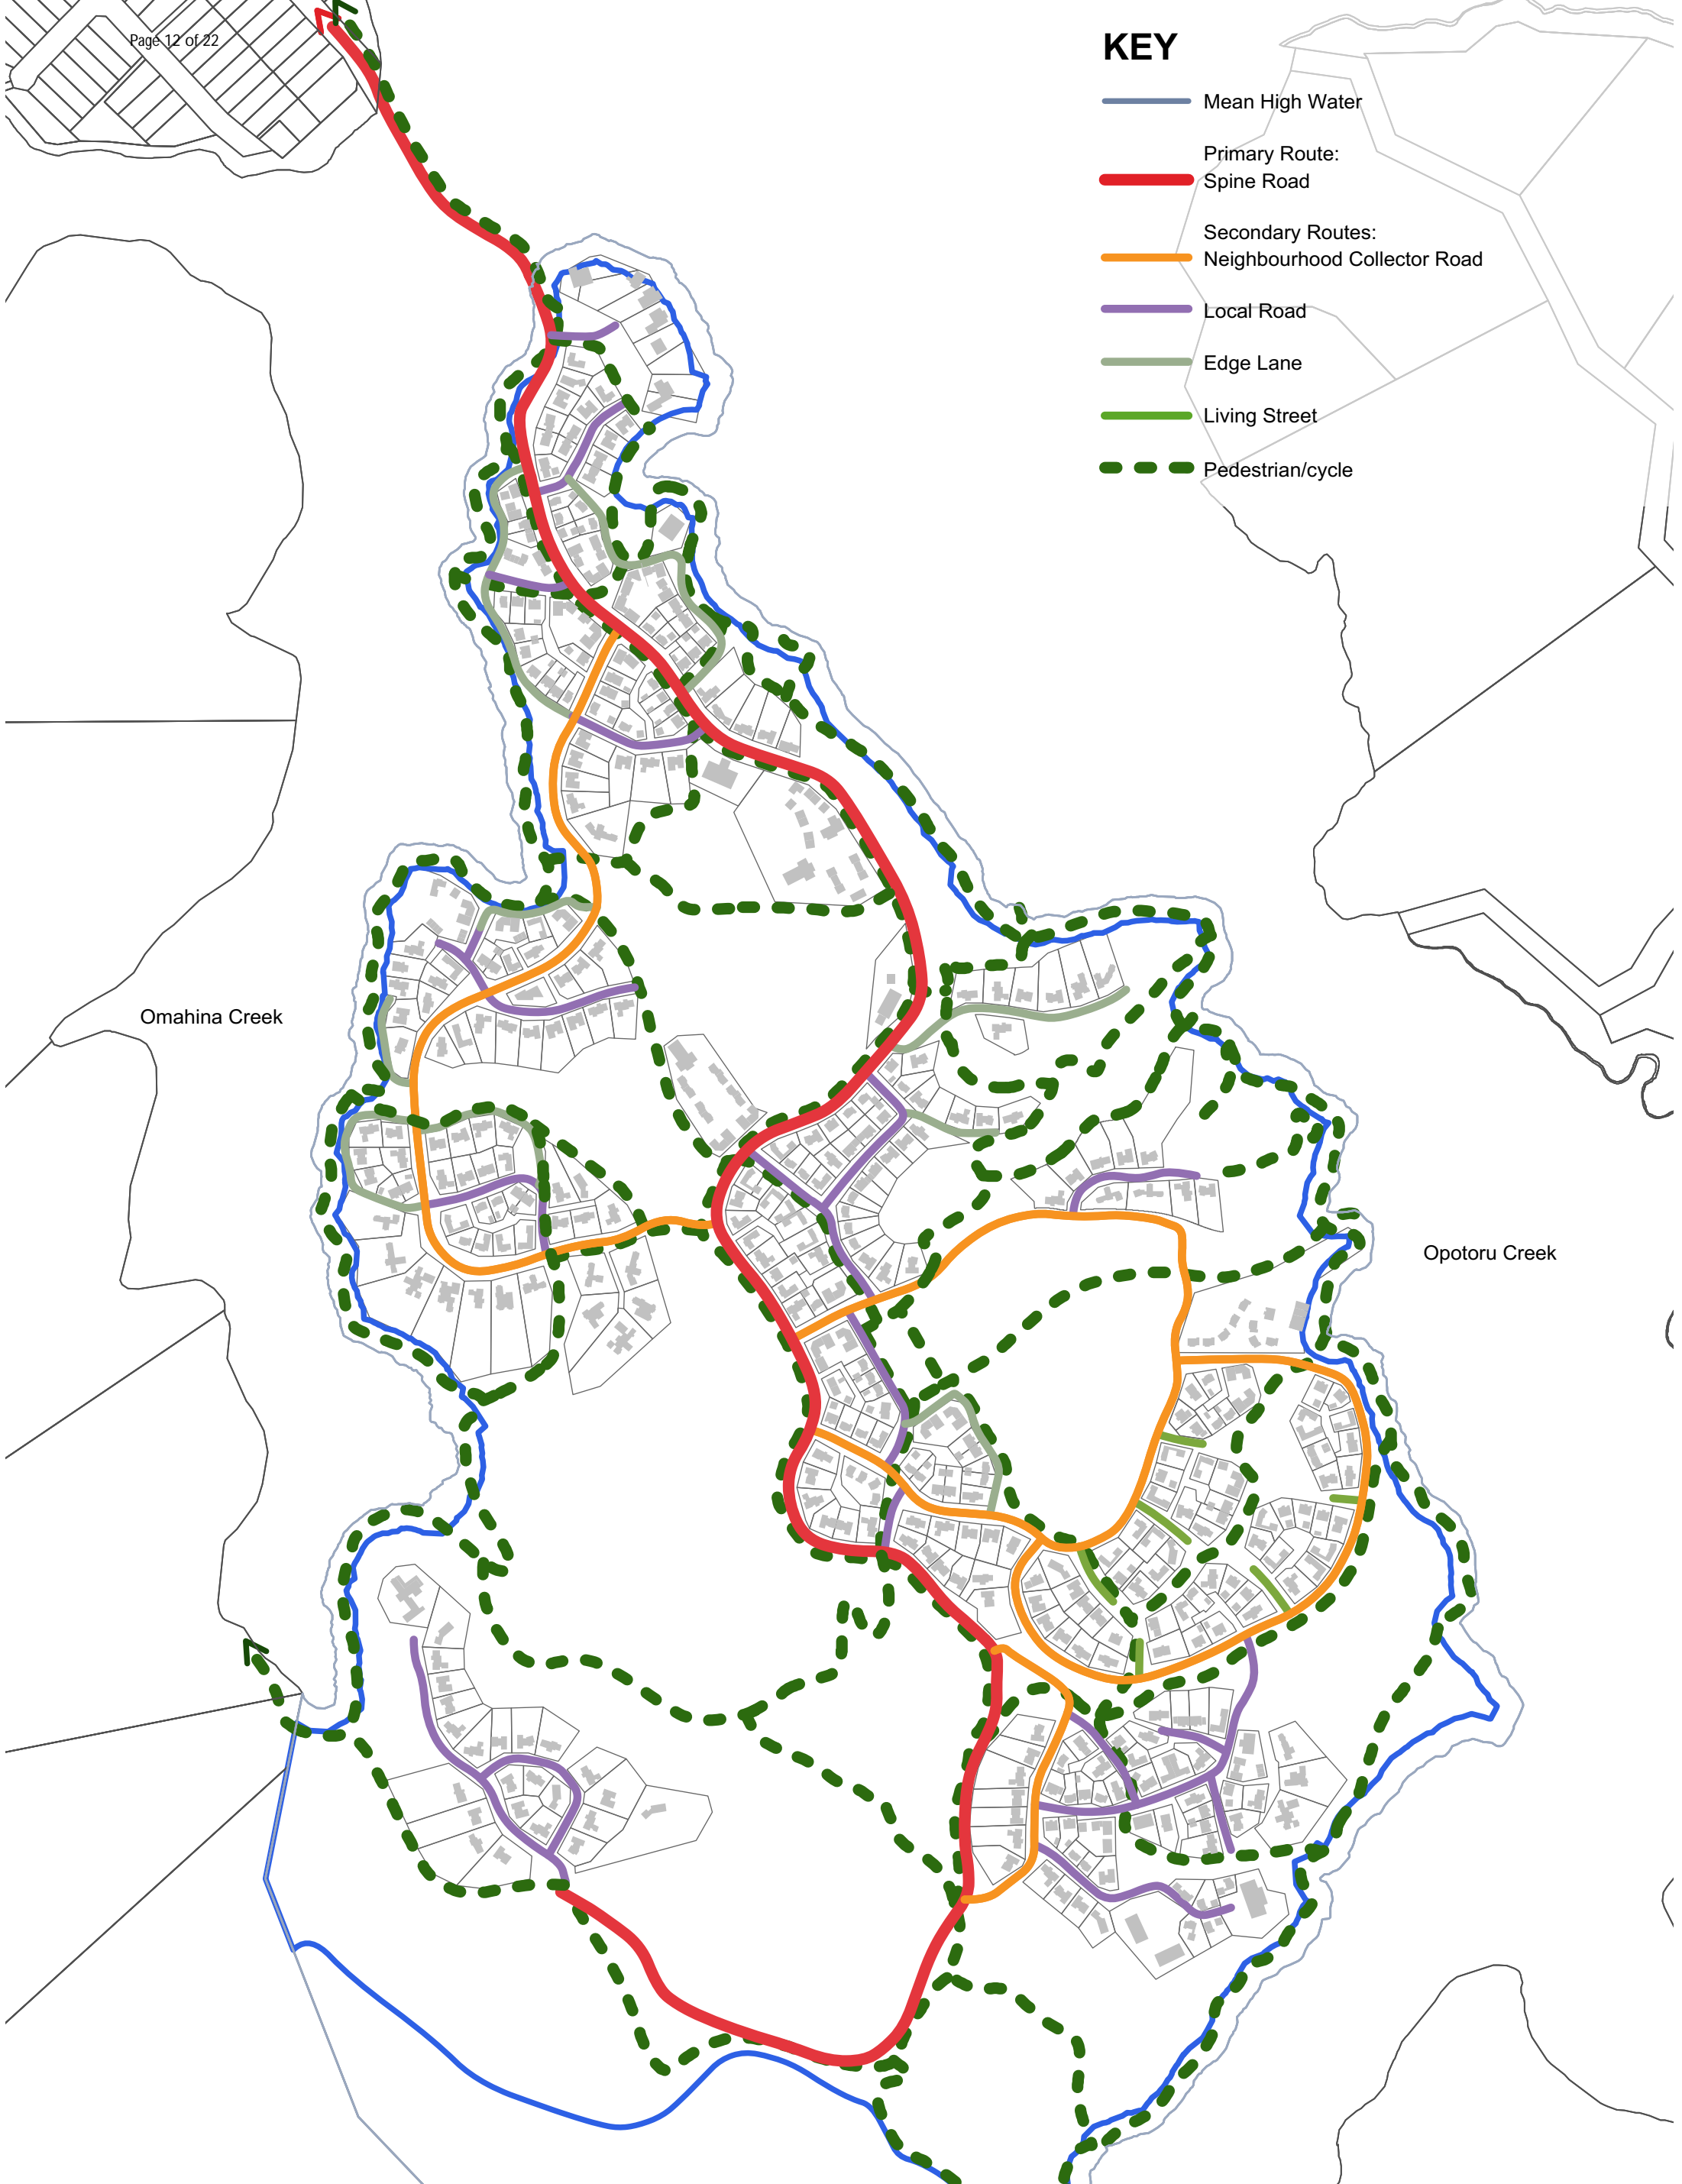 Page 12 of 22
KEY
Mean High Water
Primary Route:
Spine Road
Secondary Routes:
Neighbourhood Collector Road
Local Road
Edge Lane
Living Street
Pedestrian/cycle
Omahina Creek
Opotoru Creek